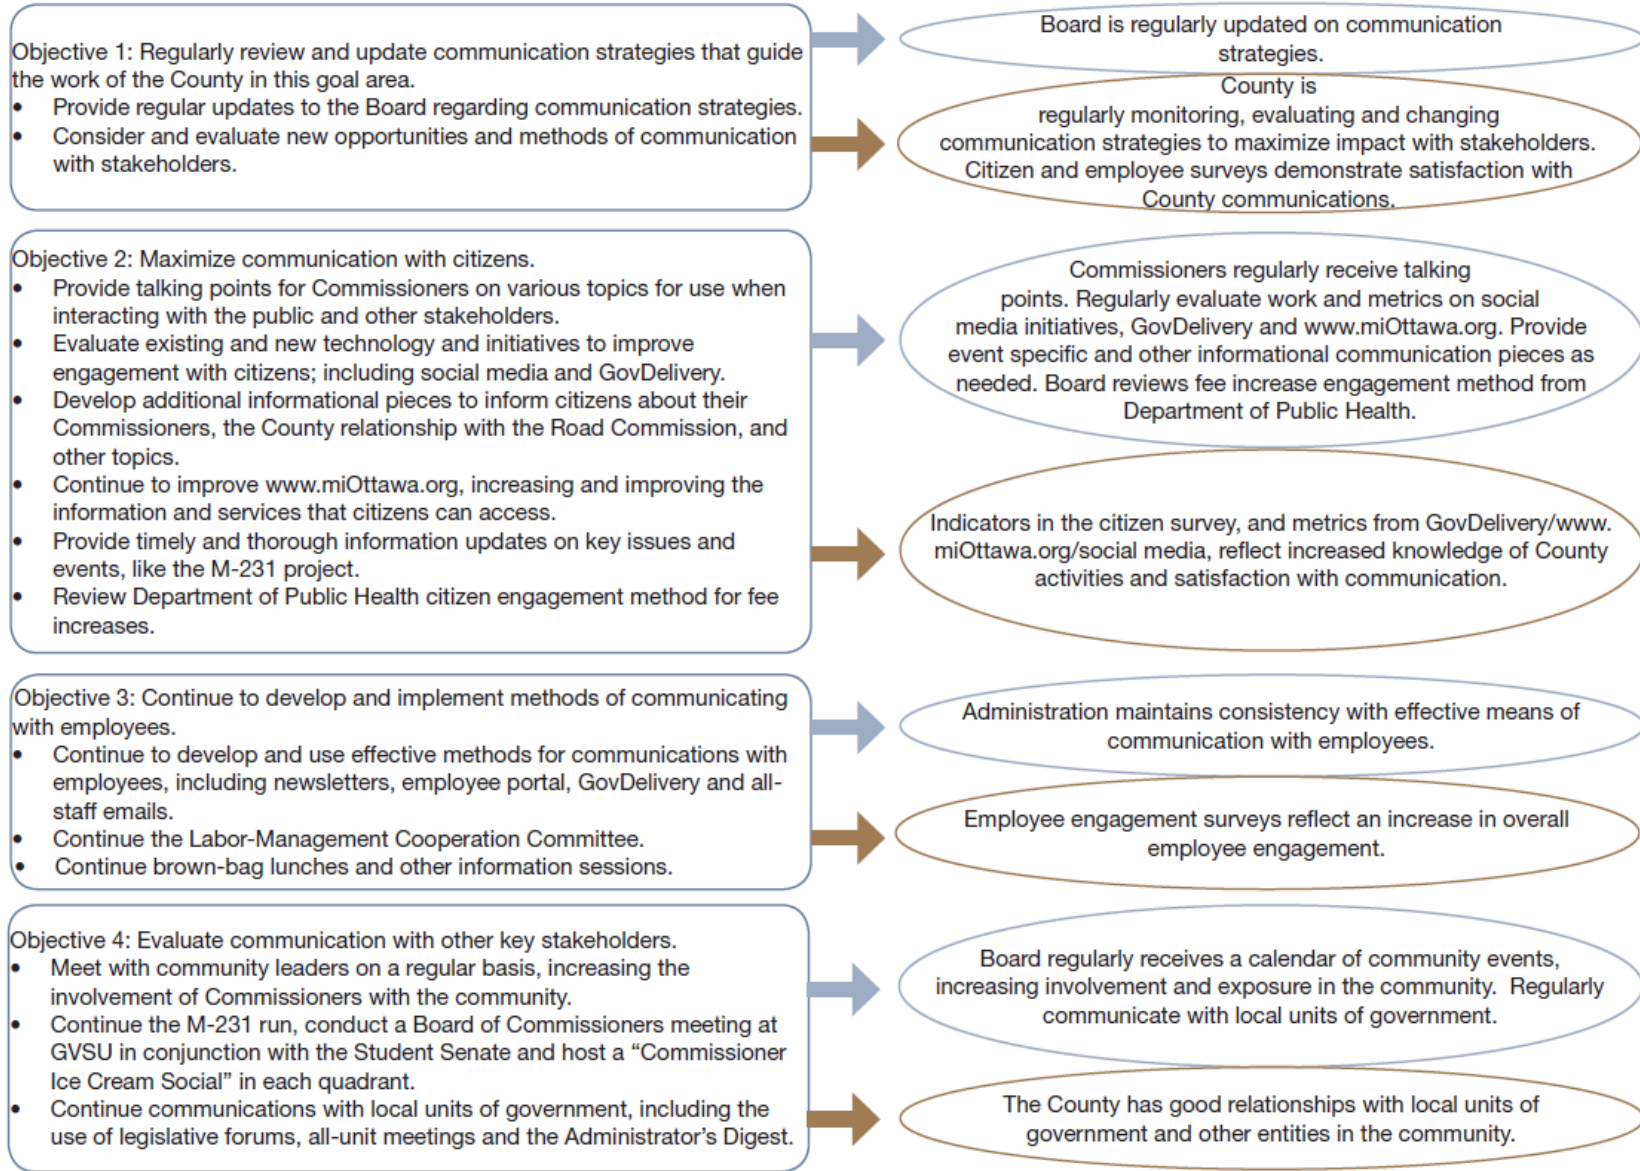 Objective 1: Regularly review and update communication strategies that guide
the work of the County in this goal area.
• Provide regular updates to the Board regarding communication strategies.
• Consider and evaluate new opportunities and methods of communication
with stakeholders.
Board is regularly updated on communication
strategies.
County is
regularly monitoring, evaluating and changing
communication strategies to maximize impact with stakeholders.
Citizen and employee surveys demonstrate satisfaction with
County communications.
Objective 2: Maximize communication with citizens.
• Provide talking points for Commissioners on various topics for use when
interacting with the public and other stakeholders.
• Evaluate existing and new technology and initiatives to improve
engagement with citizens; including social media and GovDelivery.
• Develop additional informational pieces to inform citizens about their
Commissioners, the County relationship with the Road Commission, and
other topics.
• Continue to improve www.miOttawa.org, increasing and improving the
information and services that citizens can access.
• Provide timely and thorough information updates on key issues and
events, like the M-231 project.
• Review Department of Public Health citizen engagement method for fee
increases.
Commissioners regularly receive talking
points. Regularly evaluate work and metrics on social
media initiatives, GovDelivery and www.miOttawa.org. Provide
event specific and other informational communication pieces as
needed. Board reviews fee increase engagement method from
Department of Public Health.
Indicators in the citizen survey, and metrics from GovDelivery/www.
miOttawa.org/social media, reflect increased knowledge of County
activities and satisfaction with communication.
Objective 3: Continue to develop and implement methods of communicating
with employees.
• Continue to develop and use effective methods for communications with
employees, including newsletters, employee portal, GovDelivery and all-
staff emails.
• Continue the Labor-Management Cooperation Committee.
• Continue brown-bag lunches and other information sessions.
Administration maintains consistency with effective means of
communication with employees.
Employee engagement surveys reflect an increase in overall
employee engagement.
Objective 4: Evaluate communication with other key stakeholders.
• Meet with community leaders on a regular basis, increasing the
involvement of Commissioners with the community.
• Continue the M-231 run, conduct a Board of Commissioners meeting at
GVSU in conjunction with the Student Senate and host a “Commissioner
Ice Cream Social” in each quadrant.
• Continue communications with local units of government, including the
use of legislative forums, all-unit meetings and the Administrator’s Digest.
Board regularly receives a calendar of community events,
increasing involvement and exposure in the community. Regularly
communicate with local units of government.
The County has good relationships with local units of
government and other entities in the community.